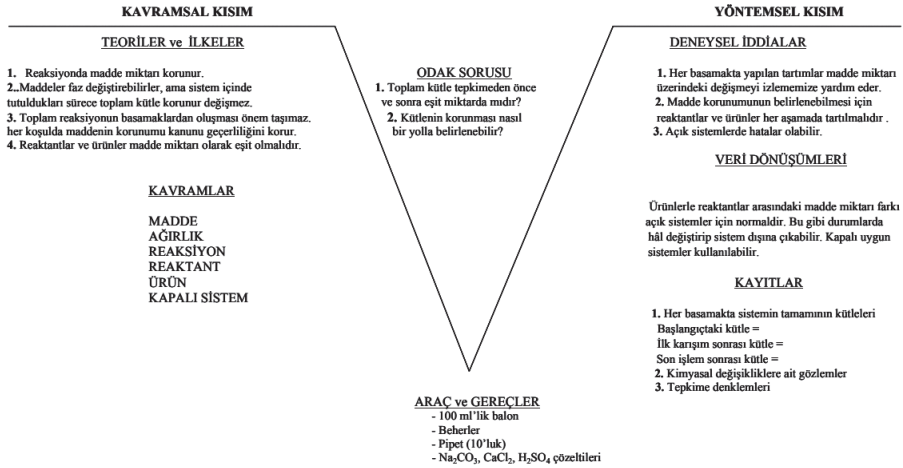 KAVRAMSAL KISIM
TEORİLER ve İLKELER
1. Reaksiyonda madde miktarı korunur.
2..Maddeler faz değiştirebilirler, ama sistem içinde
tutuldukları sürece toplam kütle korunur değişmez.
3. Toplam reaksiyonun basamaklardan oluşması önem taşımaz.
her koşulda maddenin korunumu kanunu geçerliliğini korur.
4. Reaktantlar ve ürünler madde miktarı olarak eşit olmalıdır.
KAVRAMLAR
MADDE
AĞIRLIK
REAKSİYON
REAKTANT
ÜRÜN
KAPALI SİSTEM
ODAK SORUSU
1. Toplam kütle tepkimeden önce
ve sonra eşit miktarda mıdır?
2. Kütlenin korunması nasıl
bir yolla belirlenebilir?
ARAÇ ve GEREÇLER
- 100 ml’lik balon
- Beherler
- Pipet (10’luk)
- Na₂CO₃, CaCl₂, H₂SO₄ çözeltileri
YÖNTEMSEL KISIM
DENEYSEL İDDİALAR
1. Her basamakta yapılan tartımlar madde miktarı
üzerindeki değişmeyi izlememize yardım eder.
2. Madde korunumunun belirlenebilmesi için
reaktantlar ve ürünler her aşamada tartılmalıdır .
3. Açık sistemlerde hatalar olabilir.
VERİ DÖNÜŞÜMLERİ
Ürünlerle reaktantlar arasındaki madde miktarı farkı
açık sistemler için normaldir. Bu gibi durumlarda
hâl değiştirip sistem dışına çıkabilir. Kapalı uygun
sistemler kullanılabilir.
KAYITLAR
1. Her basamakta sistemin tamamının kütleleri
Başlangıçtaki kütle =
İlk karışım sonrası kütle =
Son işlem sonrası kütle =
2. Kimyasal değişikliklere ait gözlemler
3. Tepkime denklemleri